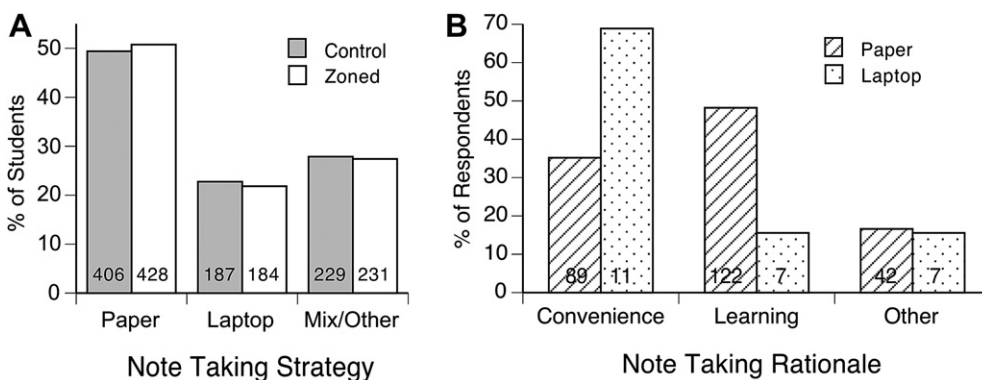 A
% of Students
50
40
30
20
10
0
Control
Zoned
406 428 187 184 229 231
Paper Laptop Mix/Other
Note Taking Strategy
B
% of Respondents
70
60
50
40
30
20
10
0
Paper
Laptop
89 11 122 7 42 7
Convenience Learning Other
Note Taking Rationale